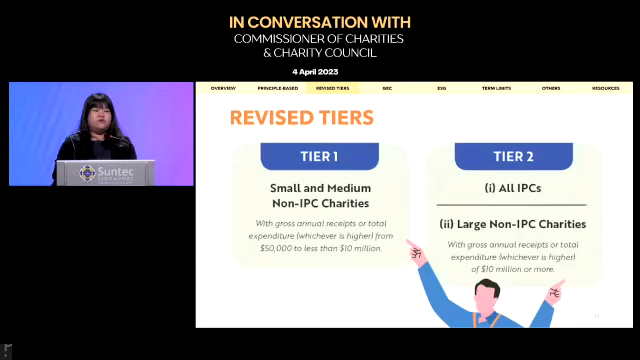 IN CONVERSATION WITH
COMMISSIONER OF CHARITIES
& CHARITY COUNCIL
4 April 2023
OVERVIEW PRINCIPLE-BASED REVISED TIERS GEC ESG TERM LIMITS OTHERS RESOURCES
REVISED TIERS
TIER 1
Small and Medium
Non-IPC Charities
With gross annual receipts or total
expenditure (whichever is higher) from
$50,000 to less than $10 million.
TIER 2
(i) All IPCs
(ii) Large Non-IPC Charities
With gross annual receipts or total
expenditure (whichever is higher)
of $10 million or more.
Suntec
SINGAPORE